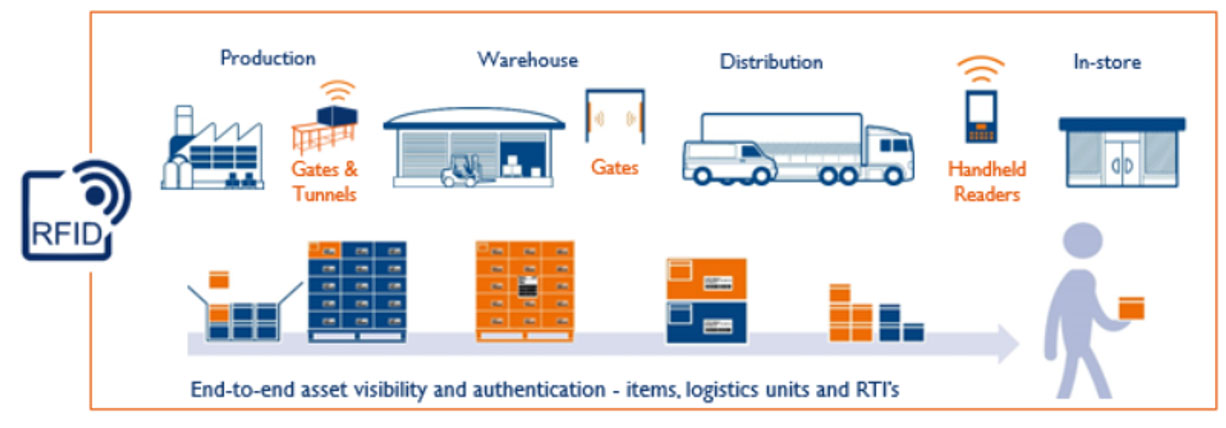 Production
Warehouse
Distribution
In-store
Gates &
Tunnels
Gates
Handheld
Readers
RFID
End-to-end asset visibility and authentication - items, logistics units and RTI's